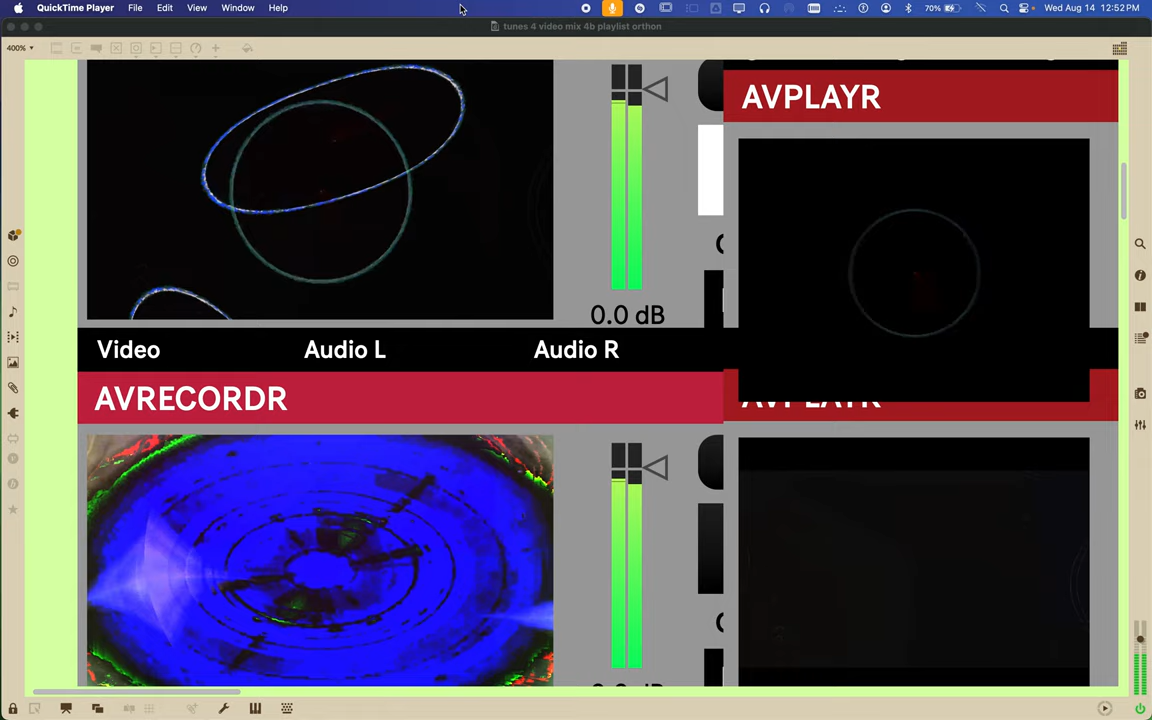 QuickTime Player File Edit View Window Help 70% Wed Aug 14 12:52 PM
tunes 4 video mix 4b playlist orthon
400%
AVPLAYR
0.0 dB
Video Audio L Audio R
AVRECORDR